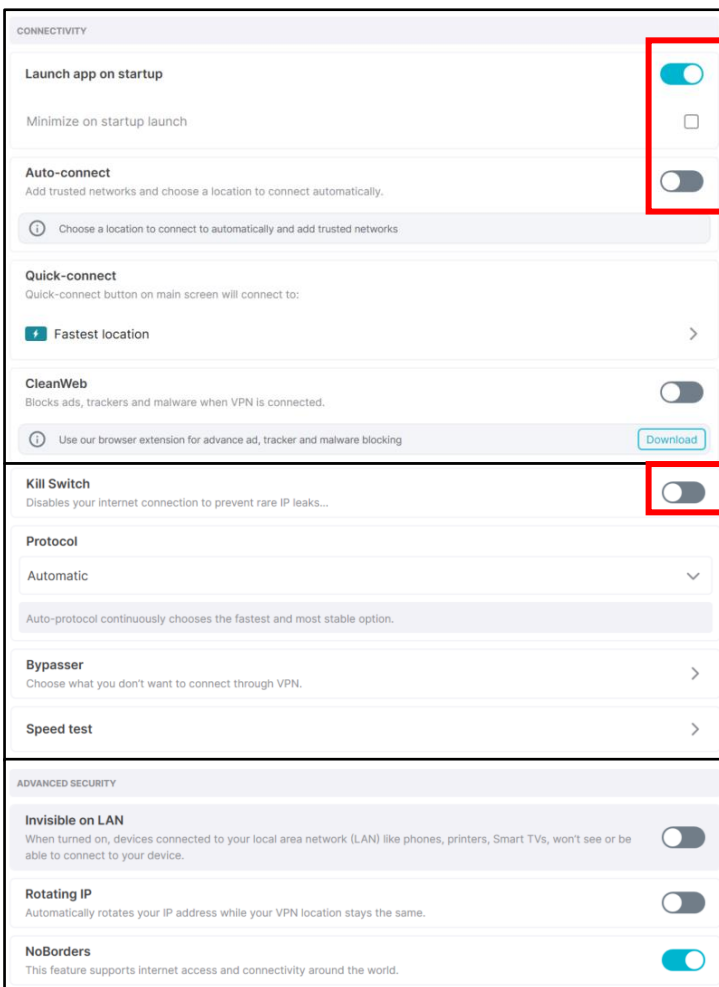 CONNECTIVITY
Launch app on startup
Minimize on startup launch
Auto-connect
Add trusted networks and choose a location to connect automatically.
Choose a location to connect to automatically and add trusted networks
Quick-connect
Quick-connect button on main screen will connect to:
Fastest location
CleanWeb
Blocks ads, trackers and malware when VPN is connected.
Use our browser extension for advance ad, tracker and malware blocking
Download
Kill Switch
Disables your internet connection to prevent rare IP leaks...
Protocol
Automatic
Auto-protocol continuously chooses the fastest and most stable option.
Bypasser
Choose what you don't want to connect through VPN.
Speed test
ADVANCED SECURITY
Invisible on LAN
When turned on, devices connected to your local area network (LAN) like phones, printers, Smart TVs, won't see or be
able to connect to your device.
Rotating IP
Automatically rotates your IP address while your VPN location stays the same.
NoBorders
This feature supports internet access and connectivity around the world.